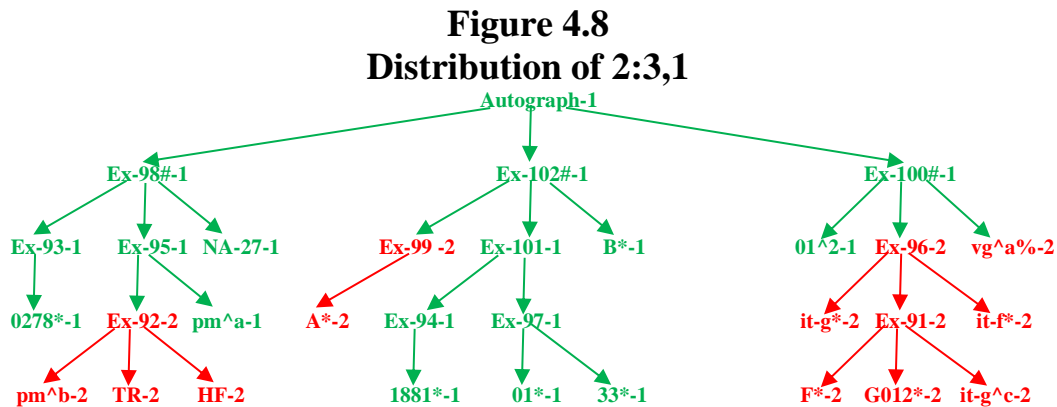 Figure 4.8
Distribution of 2:3,1
Autograph-1
Ex-98#-1 Ex-102#-1 Ex-100#-1
Ex-93-1 Ex-95-1 NA-27-1 Ex-99 -2 Ex-101-1 B*-1 01^2-1 Ex-96-2 vg^a%-2
0278*-1 Ex-92-2 pm^a-1 A*-2 Ex-94-1 Ex-97-1 it-g*-2 Ex-91-2 it-f*-2
pm^b-2 TR-2 HF-2 1881*-1 01*-1 33*-1 F*-2 G012*-2 it-g^c-2